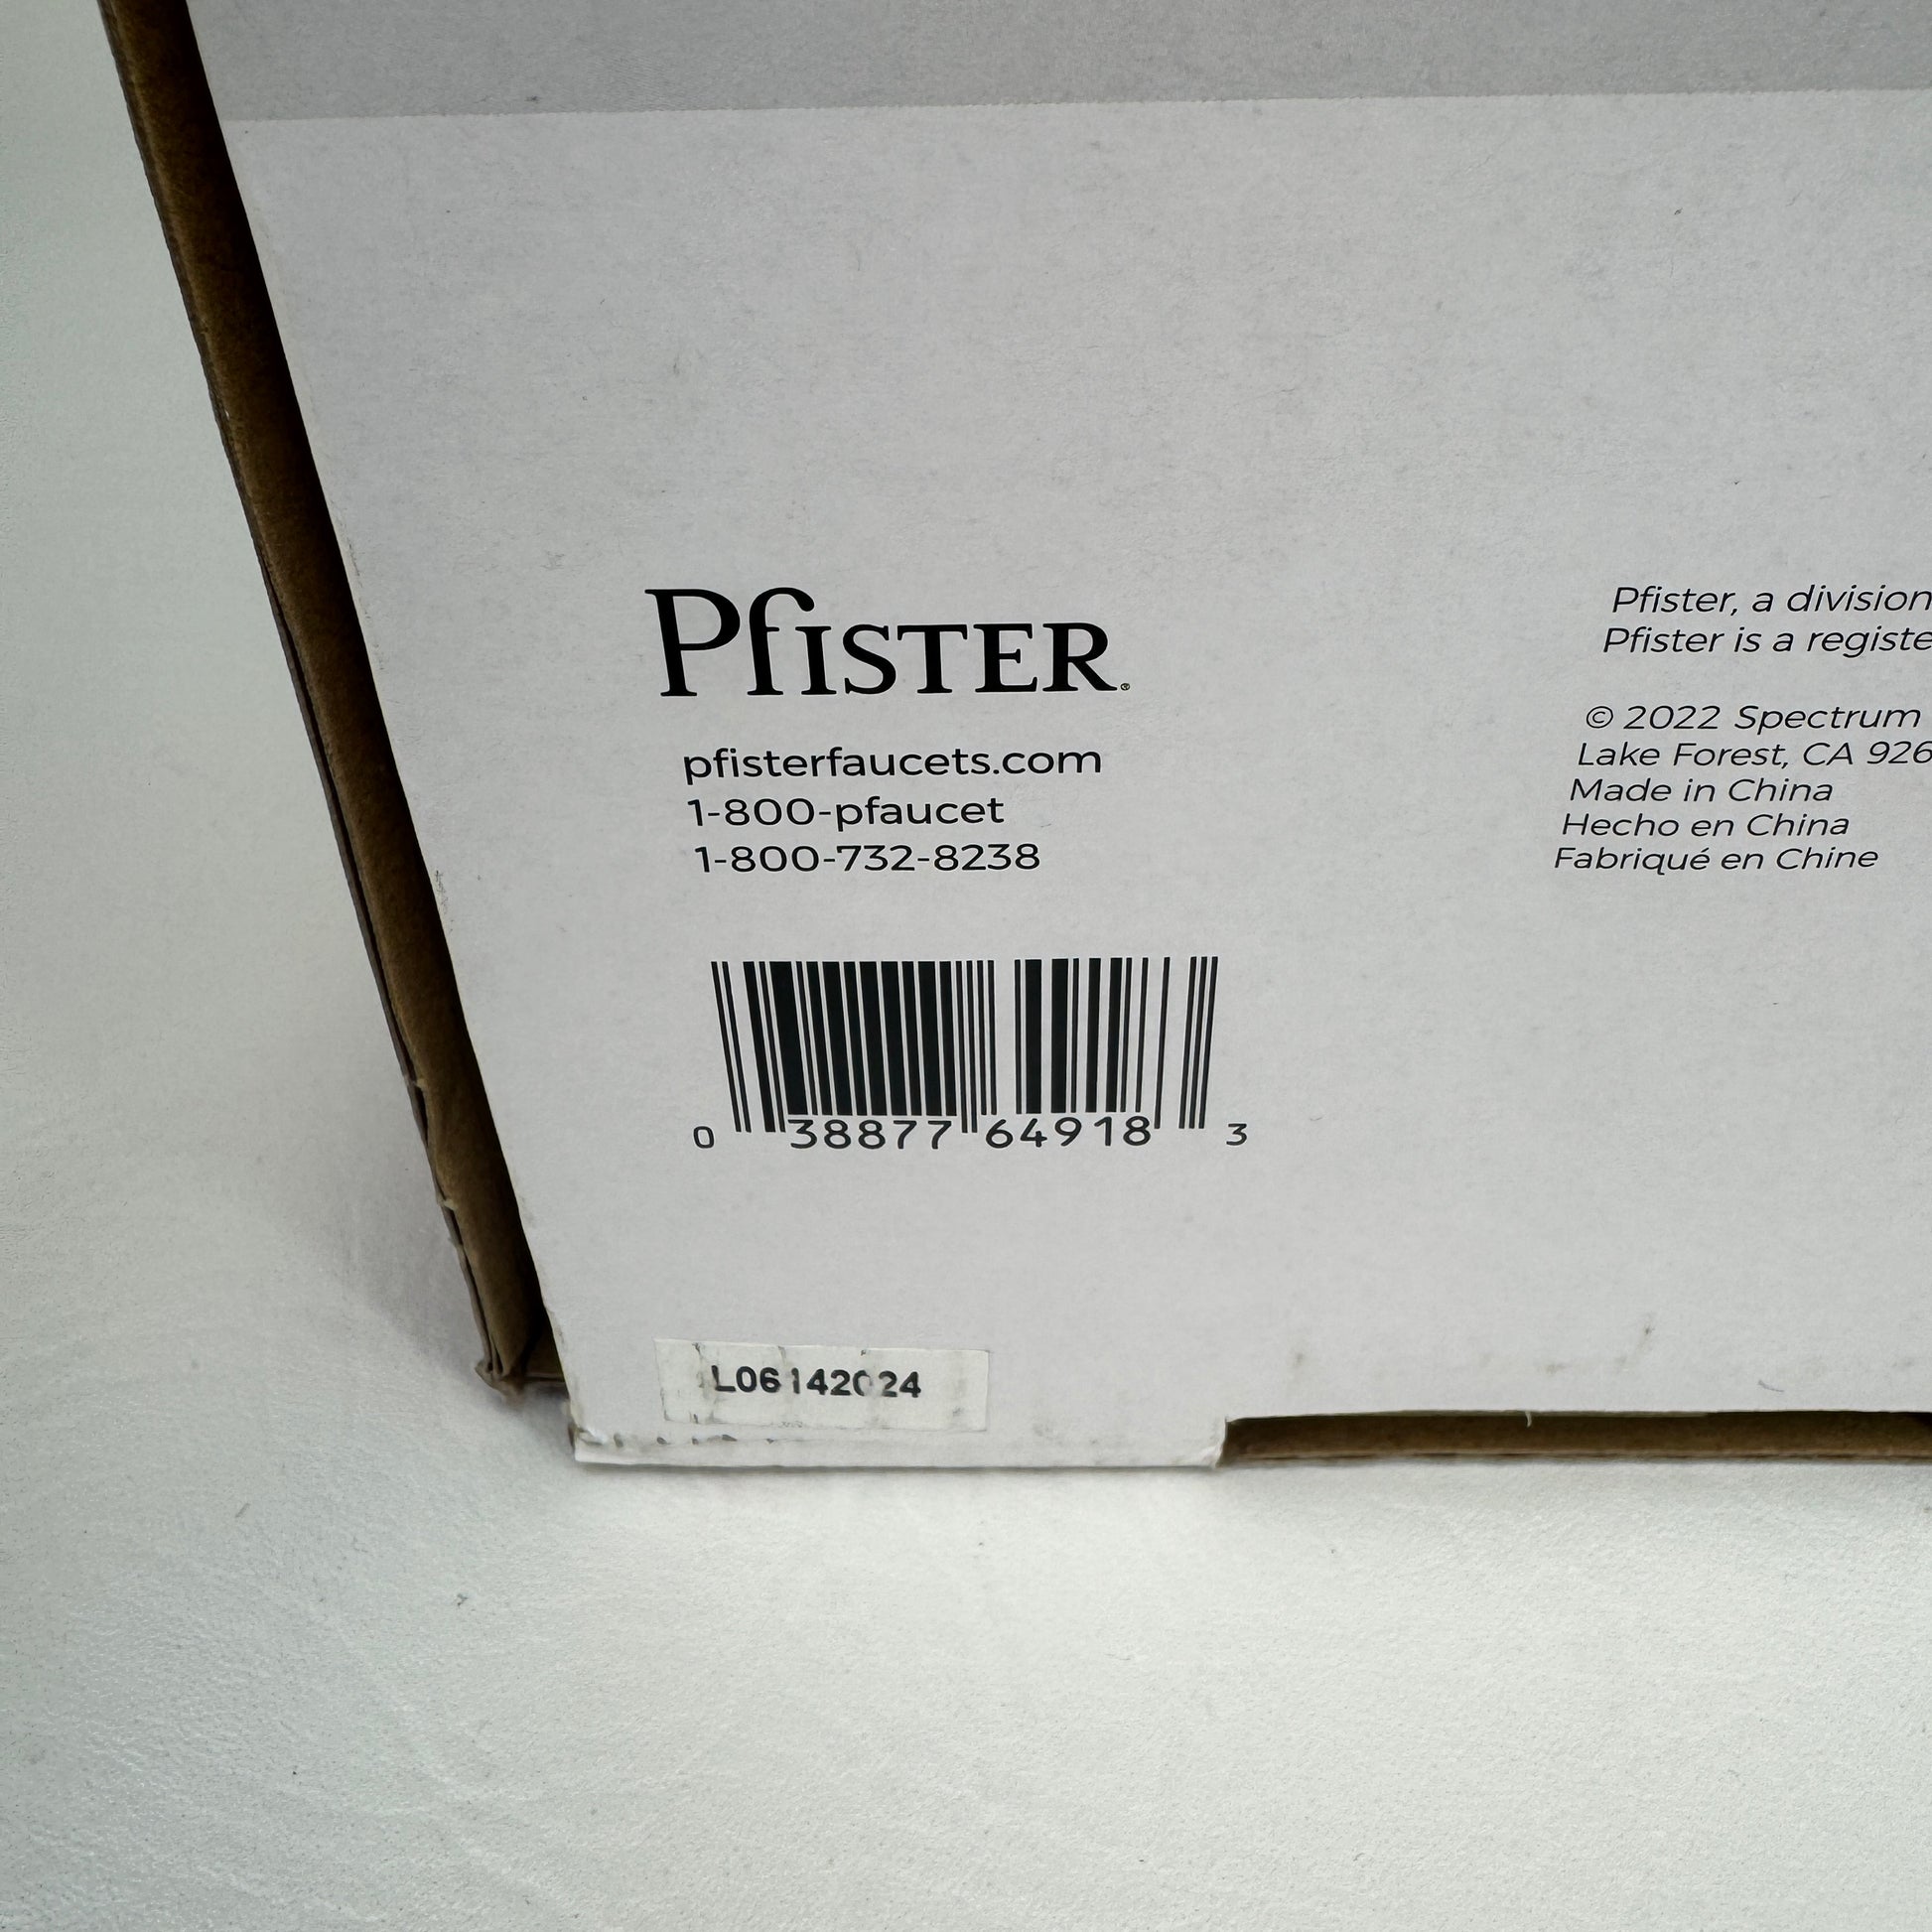 Pfister®
pfisterfaucets.com
1-800-pfaucet
1-800-732-8238
0 38877 64918 3
L06142024
Pfister, a division
Pfister is a registe
© 2022 Spectrum
Lake Forest, CA 926
Made in China
Hecho en China
Fabriqué en Chine